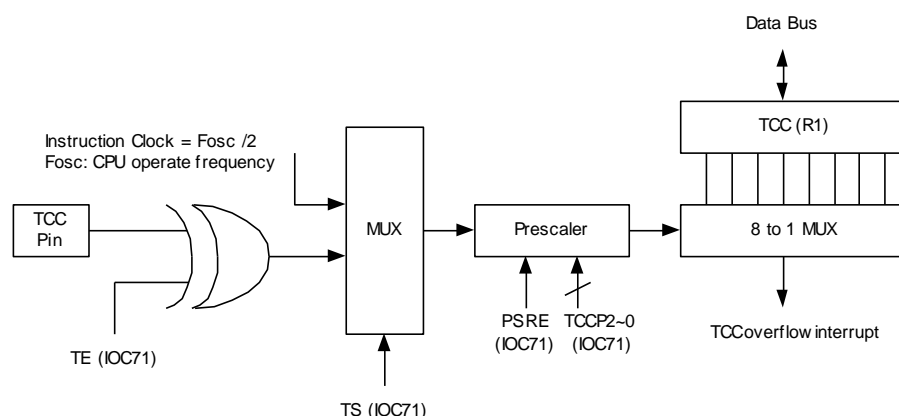 Data Bus
TCC (R1)
Instruction Clock = Fosc /2
Fosc: CPU operate frequency
TCC
Pin
MUX
Prescaler
8 to 1 MUX
PSRE
(IOC71)
TCCP2~0
(IOC71)
TCCoverflow interrupt
TE (IOC71)
TS (IOC71)